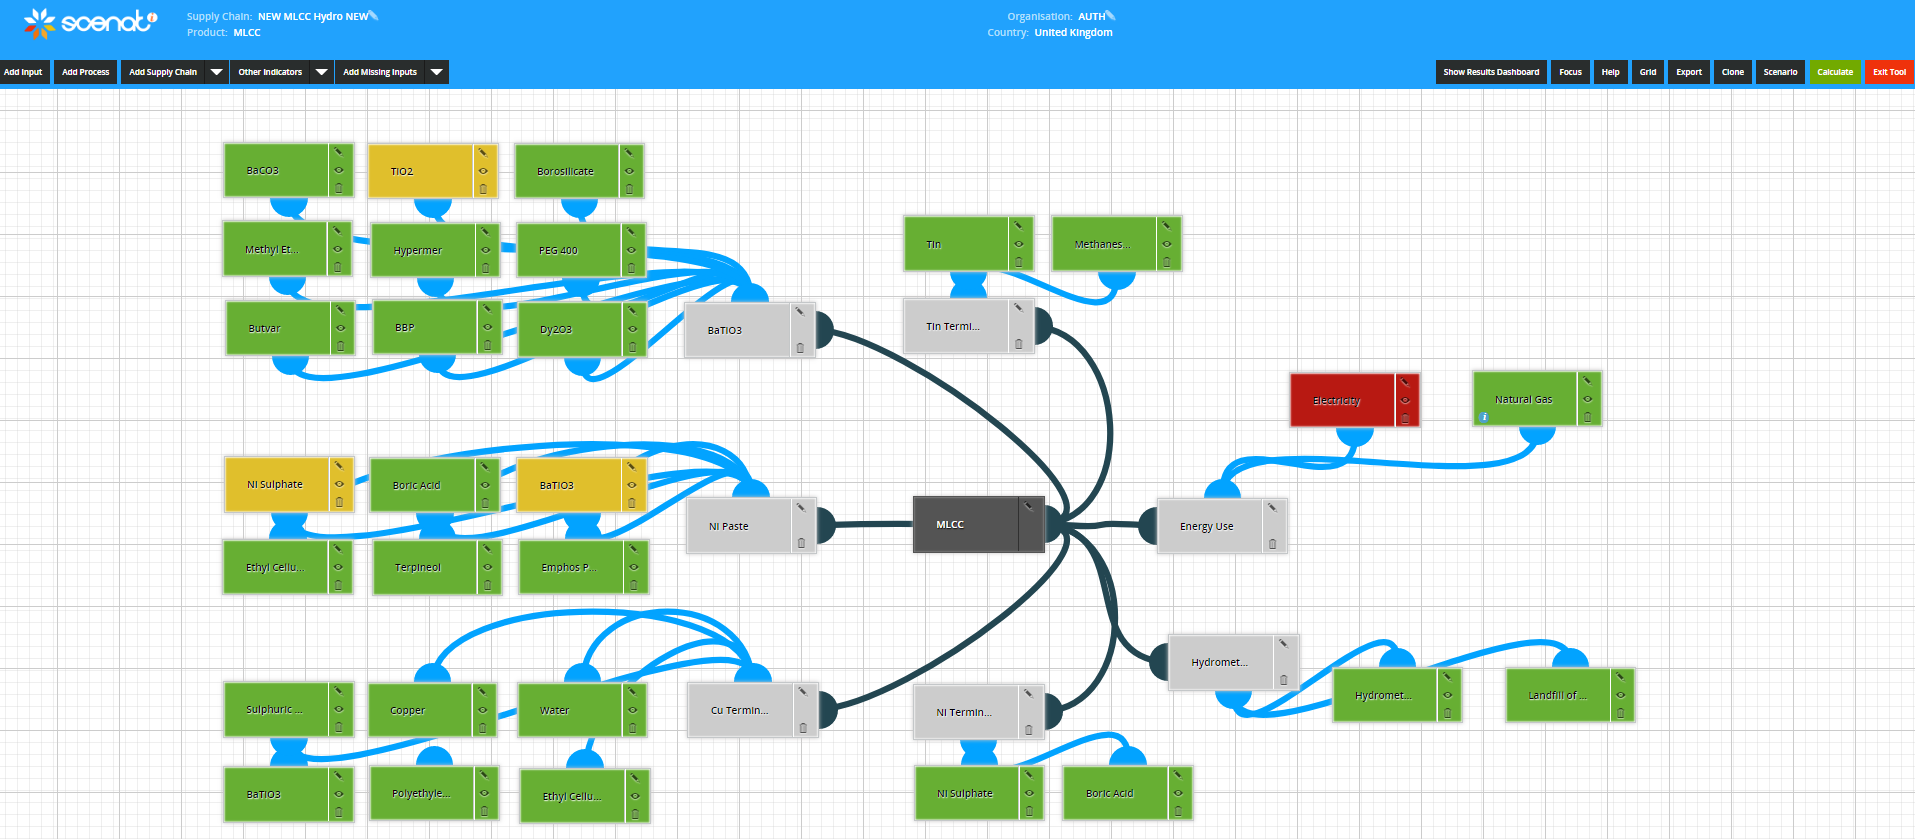 scenat
Supply Chain: NEW MLCC Hydro NEW
Product: MLCC
Organisation: AUTH
Country: United Kingdom
Add Input Add Process Add Supply Chain Other Indicators Add Missing Inputs Show Results Dashboard Focus Help Grid Export Clone Scenario Calculate Exit Tool
BaCO3 TiO2 Borosilicate
Methyl Et... Hypermer PEG 400 Tin Methanes...
Butvar BBP Dy2O3 BaTiO3 Tin Termi...
Electricity Natural Gas
Ni Sulphate Boric Acid BaTiO3
Ni Paste MLCC Energy Use
Ethyl Cellu... Terpineol Emphos P...
Hydromet...
Sulphuric ... Copper Water Cu Termin... Ni Termin... Hydromet... Landfill of ...
BaTiO3 Polyethyle... Ethyl Cellu... Ni Sulphate Boric Acid